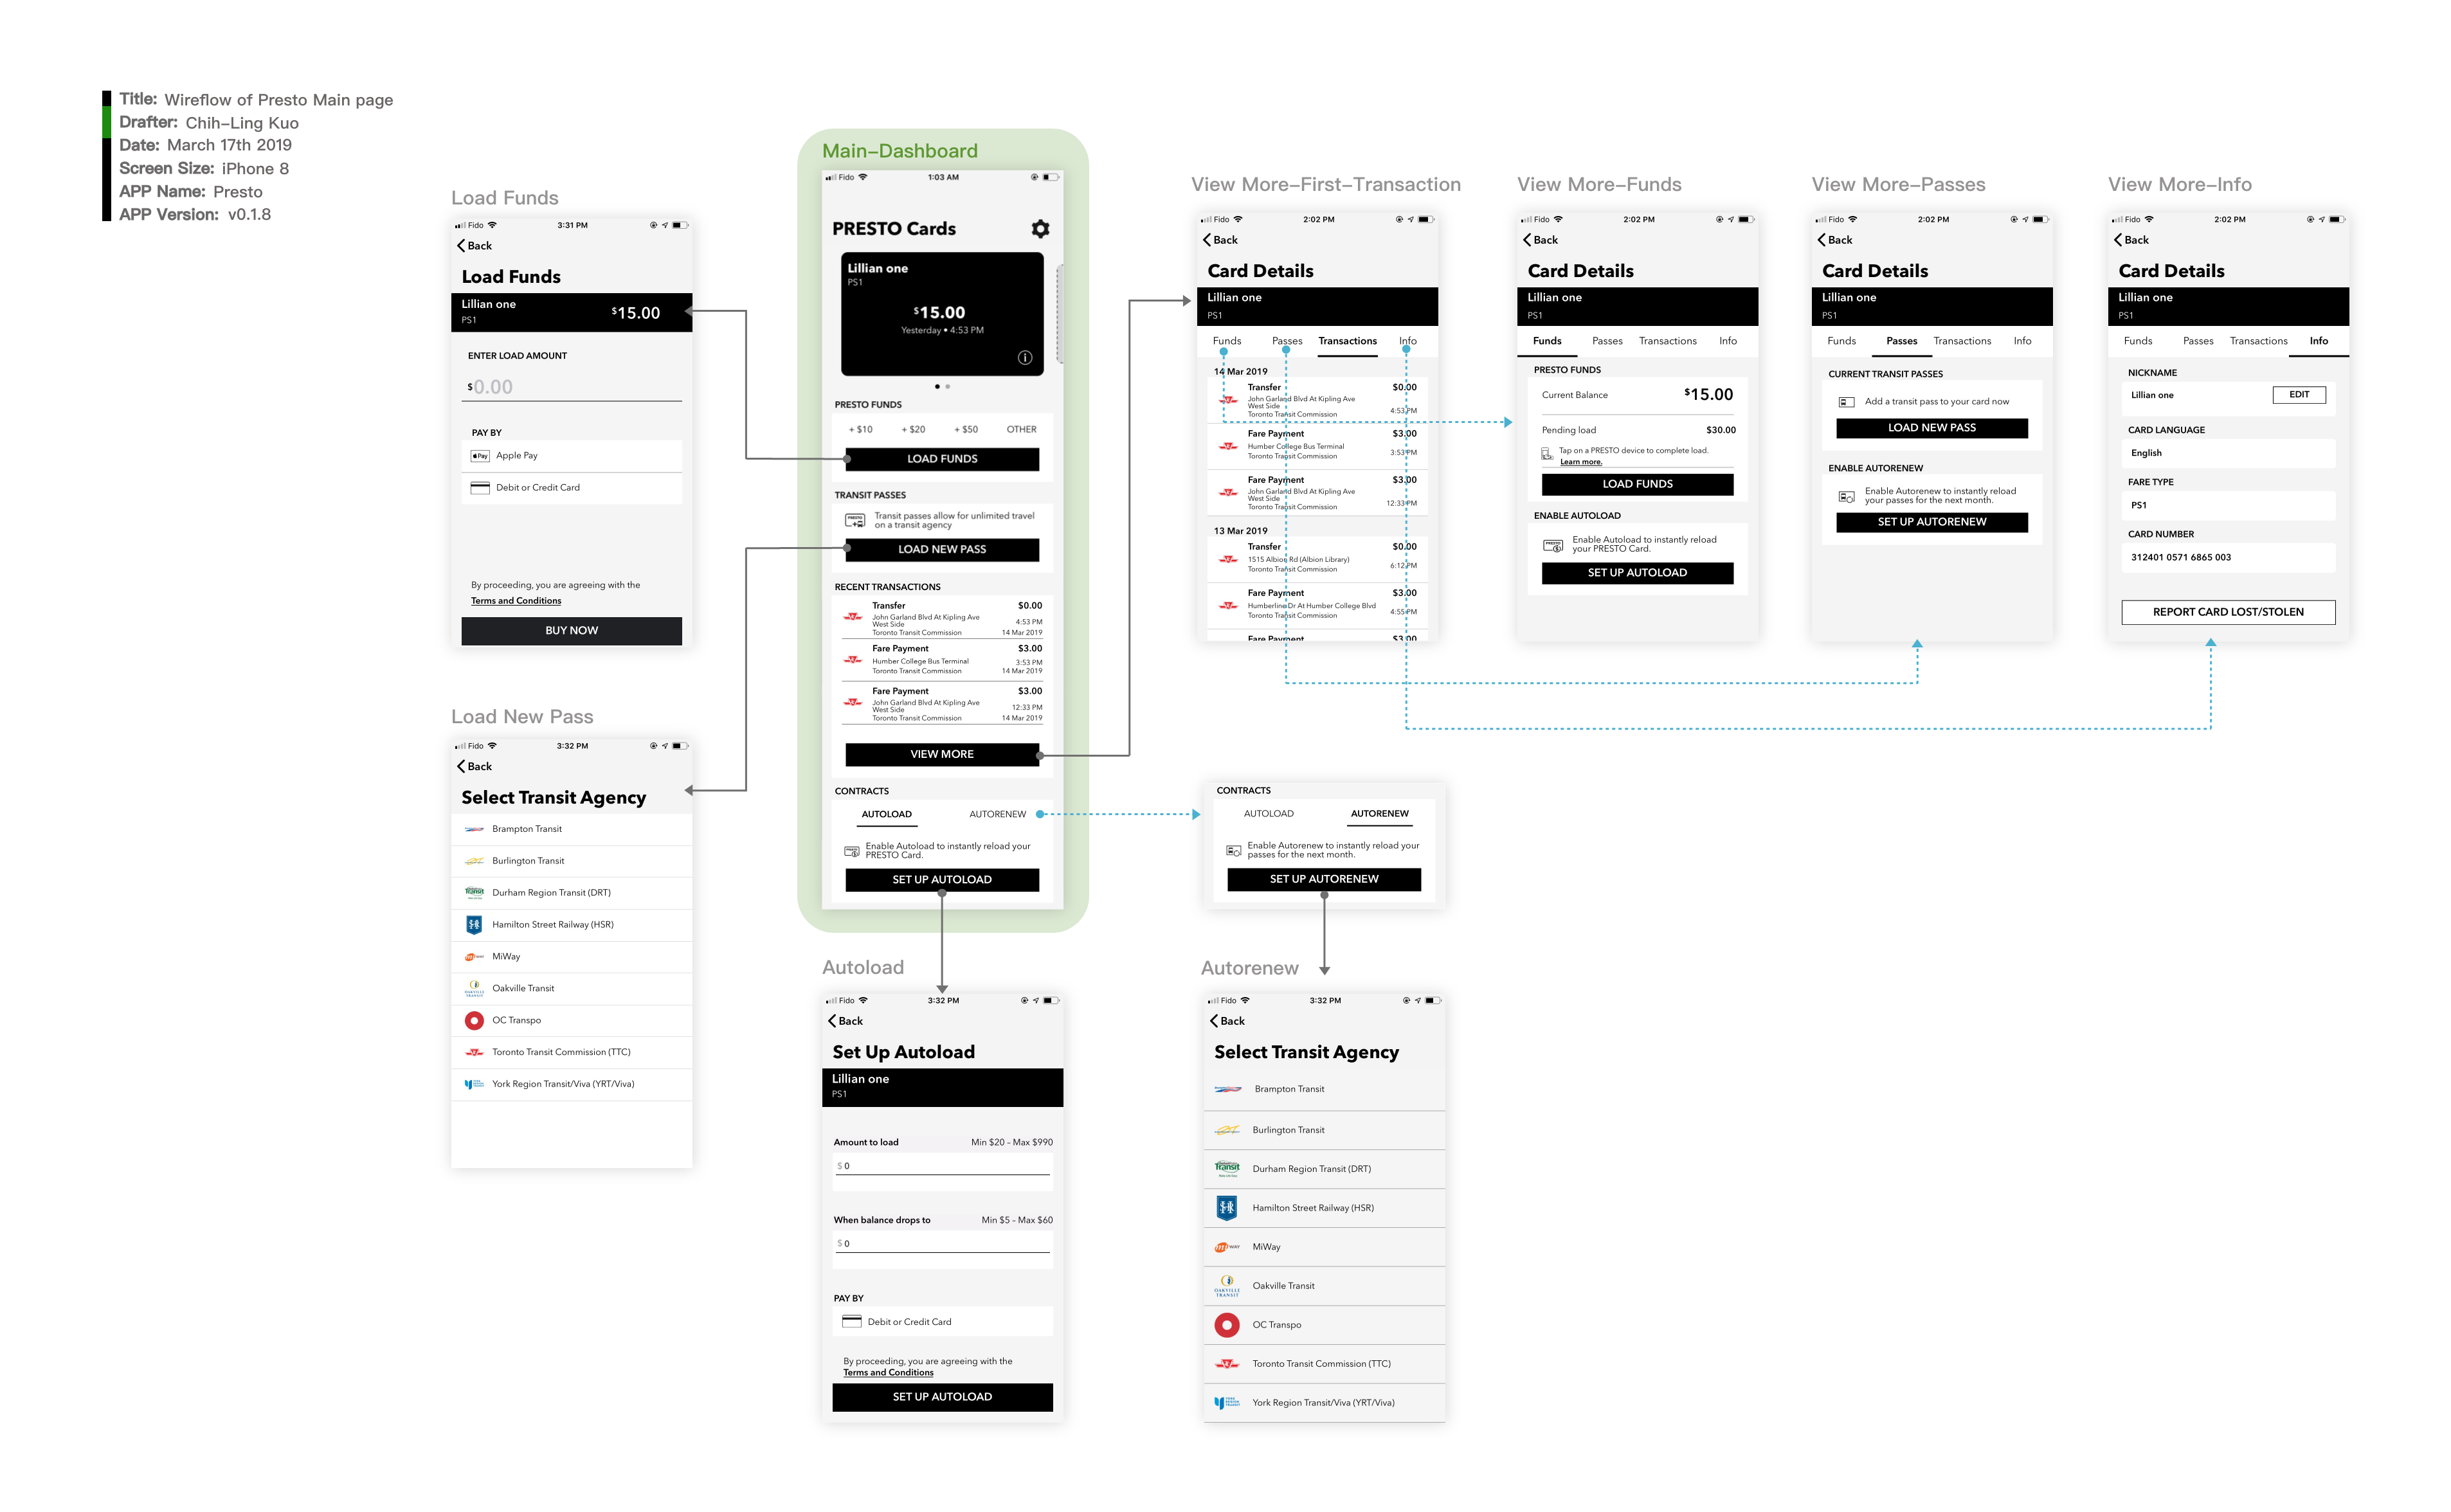 Title: Wireflow of Presto Main page
Drafter: Chih-Ling Kuo
Date: March 17th 2019
Screen Size: iPhone 8
APP Name: Presto
APP Version: v0.1.8
Load Funds
Fido 3:31 PM
Back
Load Funds
Lillian one
PS1
$15.00
ENTER LOAD AMOUNT
$0.00
PAY BY
Pay Apple Pay
Debit or Credit Card
By proceeding, you are agreeing with the
Terms and Conditions
BUY NOW
Load New Pass
Fido 3:32 PM
Back
Select Transit Agency
Brampton Transit
Burlington Transit
Durham Region Transit (DRT)
Hamilton Street Railway (HSR)
MiWay
Oakville Transit
OC Transpo
Toronto Transit Commission (TTC)
York Region Transit/Viva (YRT/Viva)
Main-Dashboard
Fido 1:03 AM
PRESTO Cards
Lillian one
PS1
$15.00
Yesterday • 4:53 PM
PRESTO FUNDS
+ $10 + $20 + $50 OTHER
LOAD FUNDS
TRANSIT PASSES
Transit passes allow for unlimited travel
on a transit agency
LOAD NEW PASS
RECENT TRANSACTIONS
Transfer $0.00
John Garland Blvd At Kipling Ave
West Side
4:53 PM
Toronto Transit Commission 14 Mar 2019
Fare Payment $3.00
Humber College Bus Terminal 3:53 PM
Toronto Transit Commission 14 Mar 2019
Fare Payment $3.00
John Garland Blvd At Kipling Ave
West Side
12:33 PM
Toronto Transit Commission 14 Mar 2019
VIEW MORE
CONTRACTS
AUTOLOAD AUTORENEW
Enable Autoload to instantly reload your
PRESTO Card.
SET UP AUTOLOAD
Autoload
Fido 3:32 PM
Back
Set Up Autoload
Lillian one
PS1
Amount to load Min $20 - Max $990
$ 0
When balance drops to Min $5 - Max $60
$ 0
PAY BY
Debit or Credit Card
By proceeding, you are agreeing with the
Terms and Conditions
SET UP AUTOLOAD
View More-First-Transaction
Fido 2:02 PM
Back
Card Details
Lillian one
PS1
Funds Passes Transactions Info
14 Mar 2019
Transfer $0.00
John Garland Blvd At Kipling Ave
West Side
4:53 PM
Toronto Transit Commission
Fare Payment $3.00
Humber College Bus Terminal
3:53 PM
Toronto Transit Commission
Fare Payment $3.00
John Garland Blvd At Kipling Ave
West Side
12:33 PM
Toronto Transit Commission
13 Mar 2019
Transfer $0.00
1515 Albion Rd (Albion Library)
6:12 PM
Toronto Transit Commission
Fare Payment $3.00
Humberline Dr At Humber College Blvd
4:55 PM
Toronto Transit Commission
Fare Payment $3.00
CONTRACTS
AUTOLOAD AUTORENEW
Enable Autorenew to instantly reload your
passes for the next month.
SET UP AUTORENEW
Autorenew
Fido 3:32 PM
Back
Select Transit Agency
Brampton Transit
Burlington Transit
Durham Region Transit (DRT)
Hamilton Street Railway (HSR)
MiWay
Oakville Transit
OC Transpo
Toronto Transit Commission (TTC)
York Region Transit/Viva (YRT/Viva)
View More-Funds
Fido 2:02 PM
Back
Card Details
Lillian one
PS1
Funds Passes Transactions Info
PRESTO FUNDS
Current Balance $15.00
Pending load $30.00
Tap on a PRESTO device to complete load.
Learn more.
LOAD FUNDS
ENABLE AUTOLOAD
Enable Autoload to instantly reload
your PRESTO Card.
SET UP AUTOLOAD
View More-Passes
Fido 2:02 PM
Back
Card Details
Lillian one
PS1
Funds Passes Transactions Info
CURRENT TRANSIT PASSES
Add a transit pass to your card now
LOAD NEW PASS
ENABLE AUTORENEW
Enable Autorenew to instantly reload
your passes for the next month.
SET UP AUTORENEW
View More-Info
Fido 2:02 PM
Back
Card Details
Lillian one
PS1
Funds Passes Transactions Info
NICKNAME
Lillian one EDIT
CARD LANGUAGE
English
FARE TYPE
PS1
CARD NUMBER
312401 0571 6865 003
REPORT CARD LOST/STOLEN